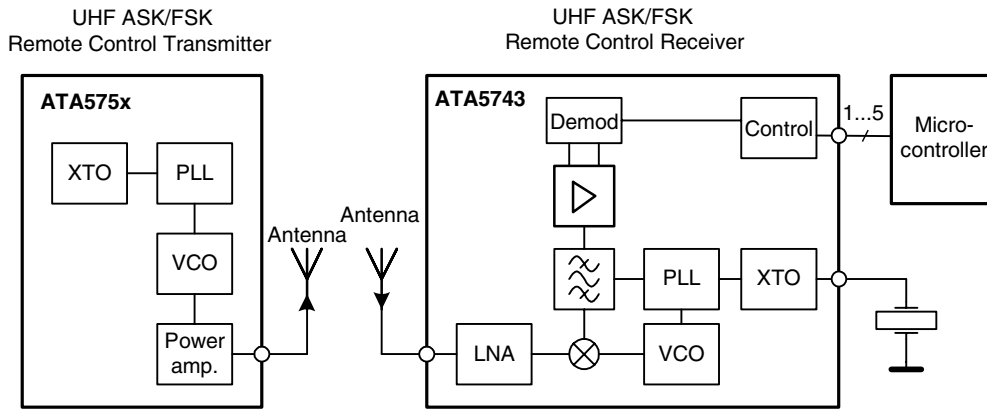 UHF ASK/FSK
Remote Control Transmitter
UHF ASK/FSK
Remote Control Receiver
ATA575x
XTO
PLL
VCO
Power
amp.
Antenna
Antenna
ATA5743
Demod
Control
1...5
Micro-
controller
PLL
XTO
LNA
VCO